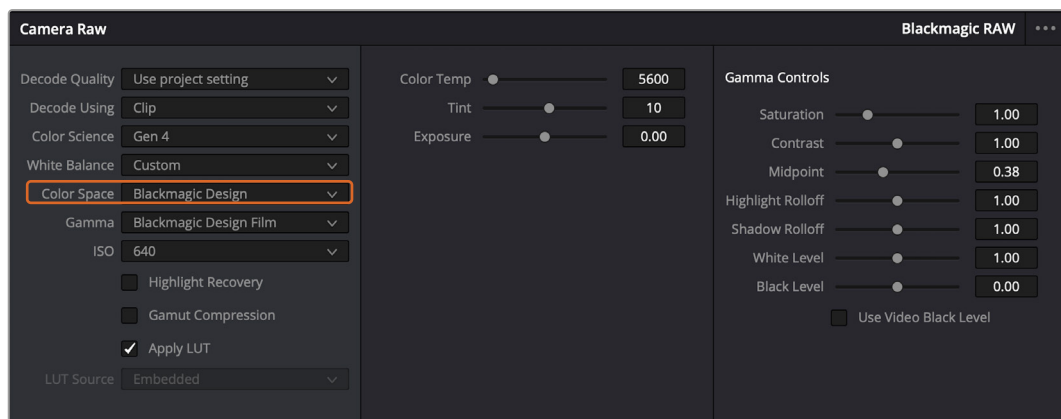 Camera Raw
Blackmagic RAW
Decode Quality Use project setting
Decode Using Clip
Color Science Gen 4
White Balance Custom
Color Space Blackmagic Design
Gamma Blackmagic Design Film
ISO 640
Highlight Recovery
Gamut Compression
Apply LUT
LUT Source Embedded
Color Temp 5600
Tint 10
Exposure 0.00
Gamma Controls
Saturation 1.00
Contrast 1.00
Midpoint 0.38
Highlight Rolloff 1.00
Shadow Rolloff 1.00
White Level 1.00
Black Level 0.00
Use Video Black Level